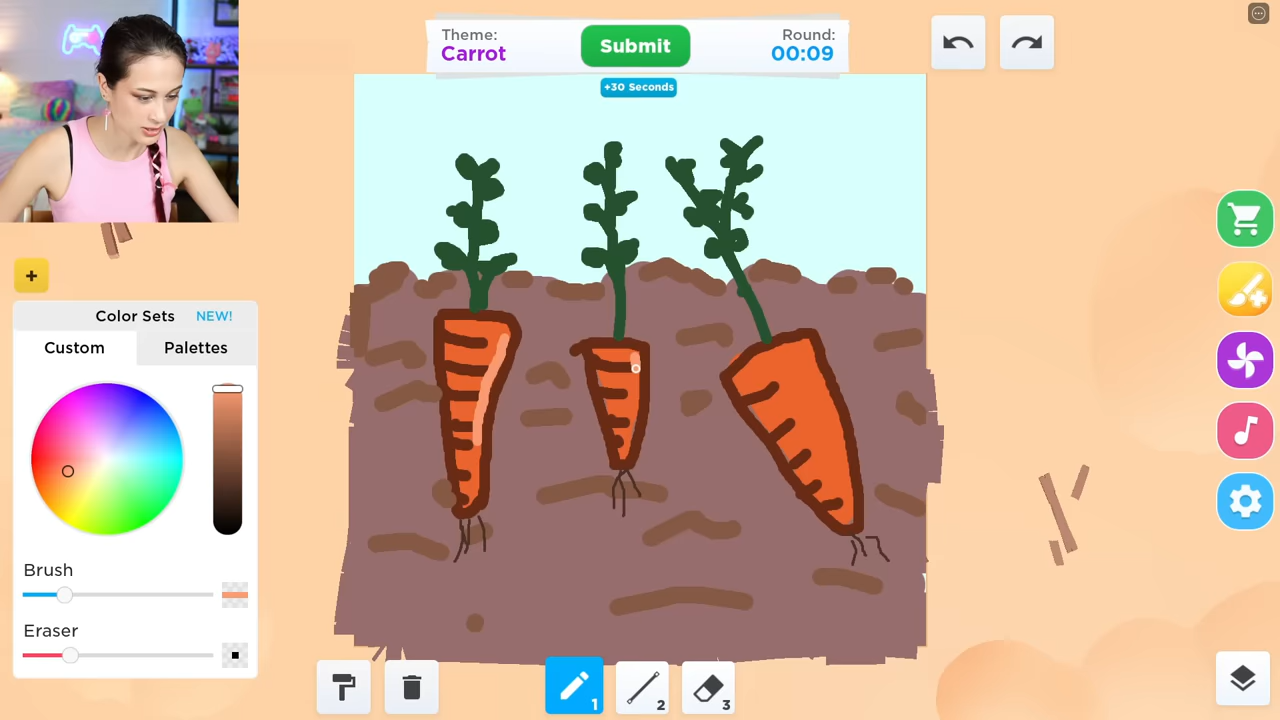 Theme:
Carrot
Submit
Round:
00:09
+30 Seconds
+
Color Sets NEW!
Custom Palettes
Brush
Eraser
1
2
3